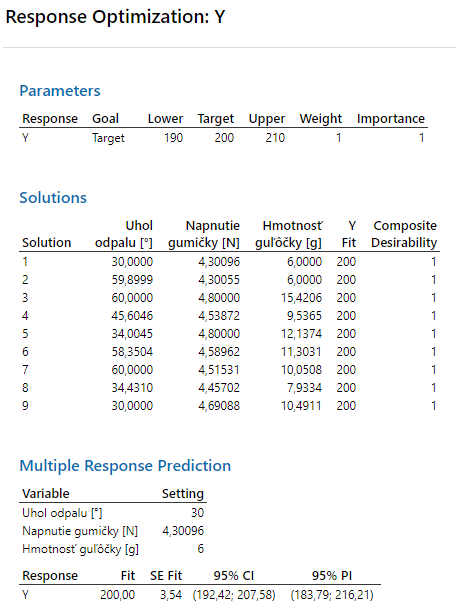 Response Optimization: Y
Parameters
Response Goal Lower Target Upper Weight Importance
Y Target 190 200 210 1 1
Solutions
Uhol Napnutie Hmotnosť Y Composite
Solution odpalu [°] gumičky [N] guľôčky [g] Fit Desirability
1 30,0000 4,30096 6,0000 200 1
2 59,8999 4,30055 6,0000 200 1
3 60,0000 4,80000 15,4206 200 1
4 45,6046 4,53872 9,5365 200 1
5 34,0045 4,80000 12,1374 200 1
6 58,3504 4,58962 11,3031 200 1
7 60,0000 4,51531 10,0508 200 1
8 34,4310 4,45702 7,9334 200 1
9 30,0000 4,69088 10,4911 200 1
Multiple Response Prediction
Variable Setting
Uhol odpalu [°] 30
Napnutie gumičky [N] 4,30096
Hmotnosť guľôčky [g] 6
Response Fit SE Fit 95% CI 95% PI
Y 200,00 3,54 (192,42; 207,58) (183,79; 216,21)